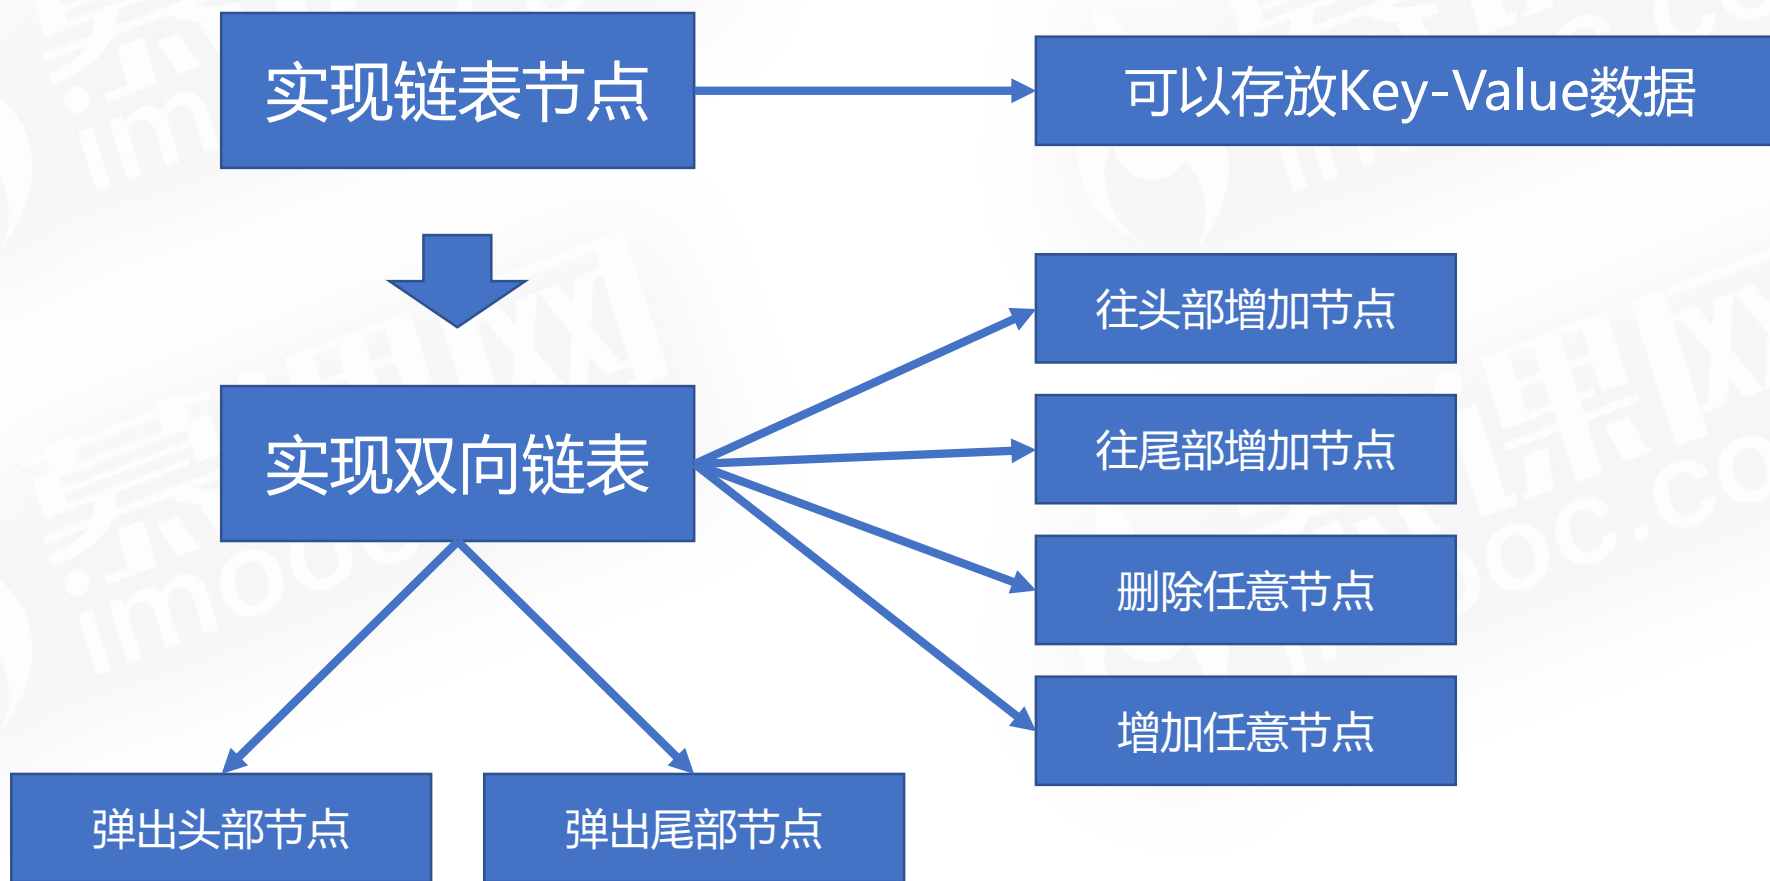 实现链表节点
可以存放Key-Value数据
往头部增加节点
往尾部增加节点
实现双向链表
删除任意节点
增加任意节点
弹出头部节点
弹出尾部节点